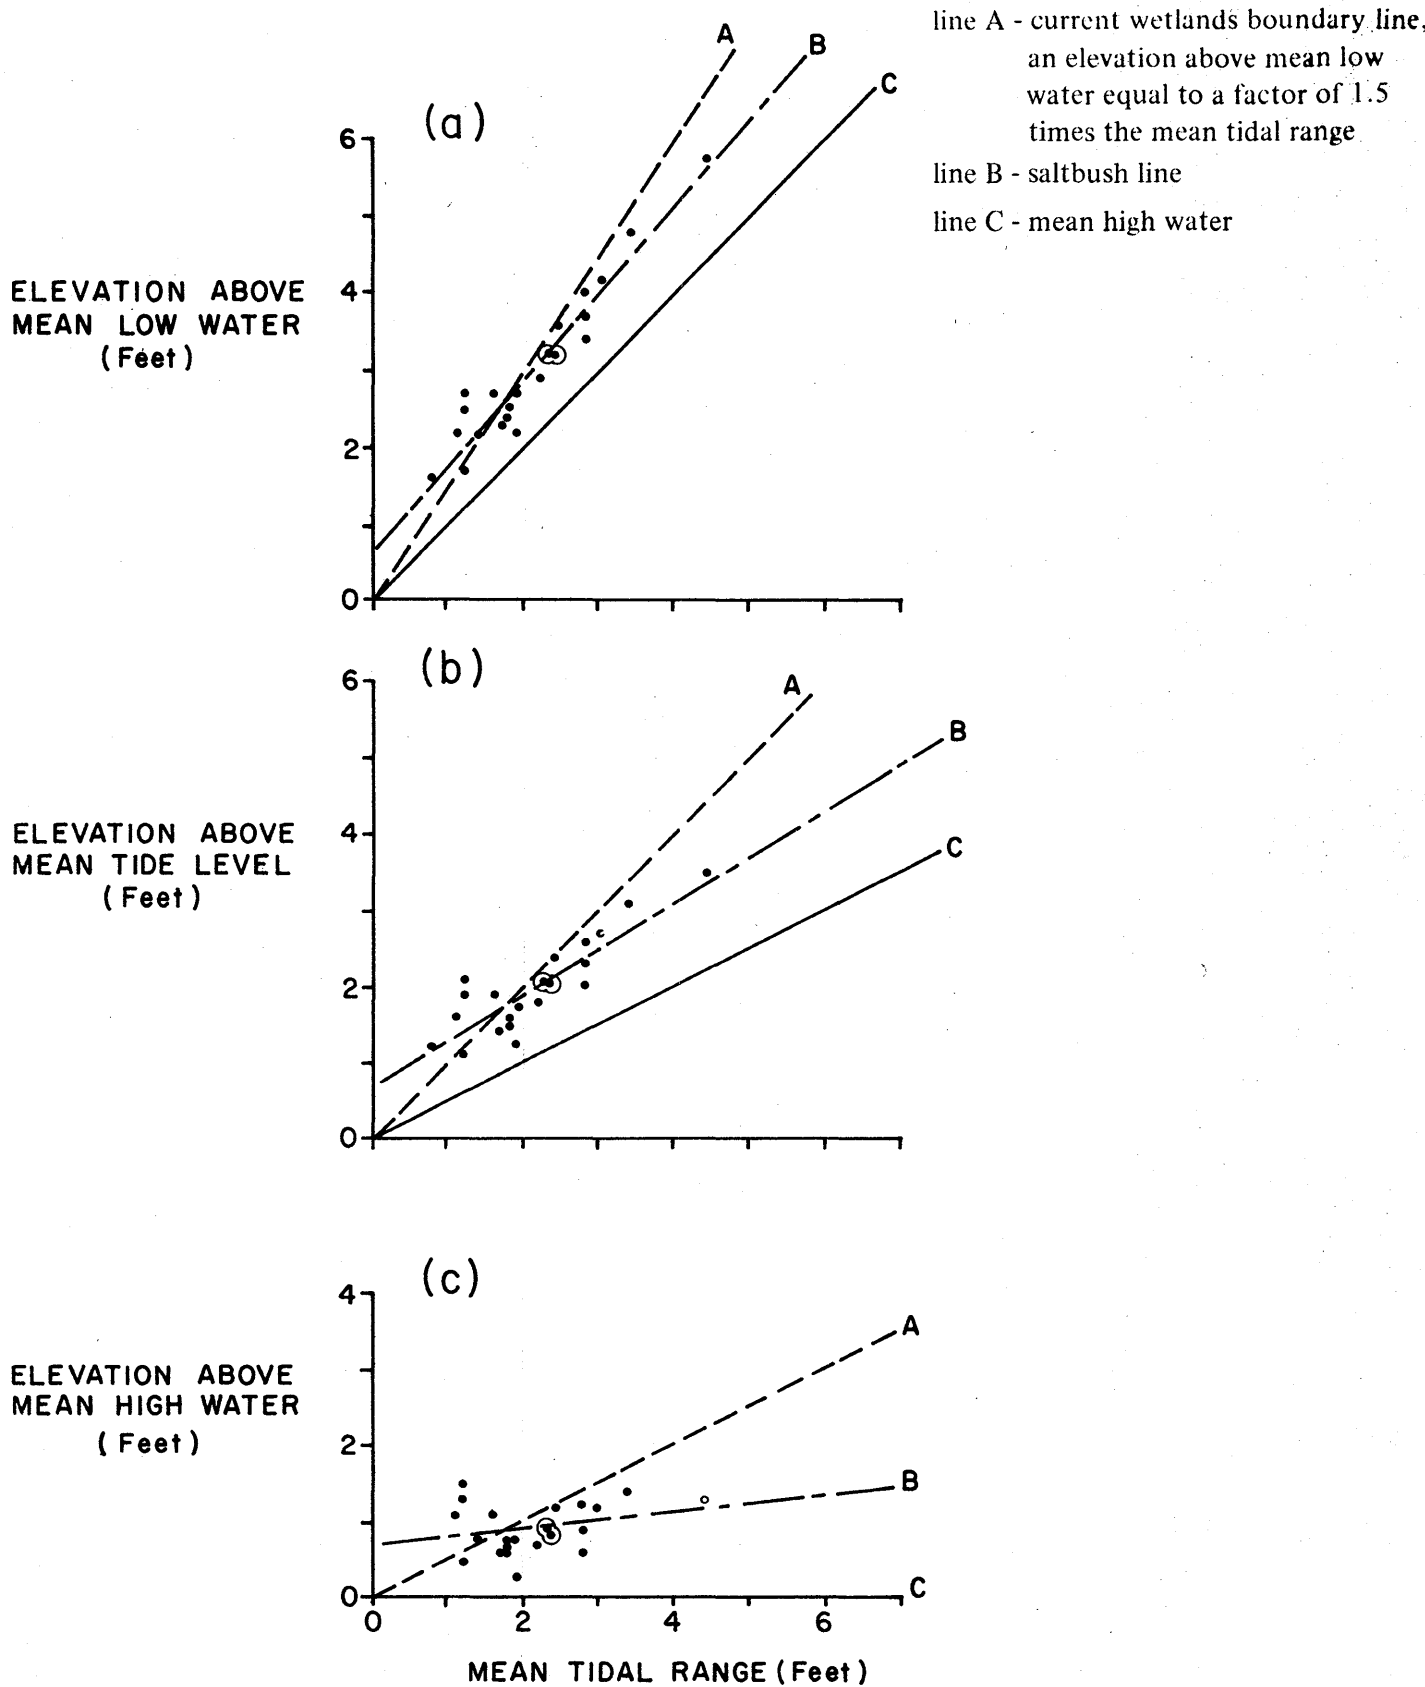 line A - current wetlands boundary line,
an elevation above mean low
water equal to a factor of 1.5
times the mean tidal range
line B - saltbush line
line C - mean high water
(a)
A
B
C
6
4
2
0
ELEVATION ABOVE
MEAN LOW WATER
(Feet)
(b)
A
B
C
6
4
2
0
ELEVATION ABOVE
MEAN TIDE LEVEL
(Feet)
(c)
A
B
C
4
2
0
ELEVATION ABOVE
MEAN HIGH WATER
(Feet)
0 2 4 6
MEAN TIDAL RANGE (Feet)